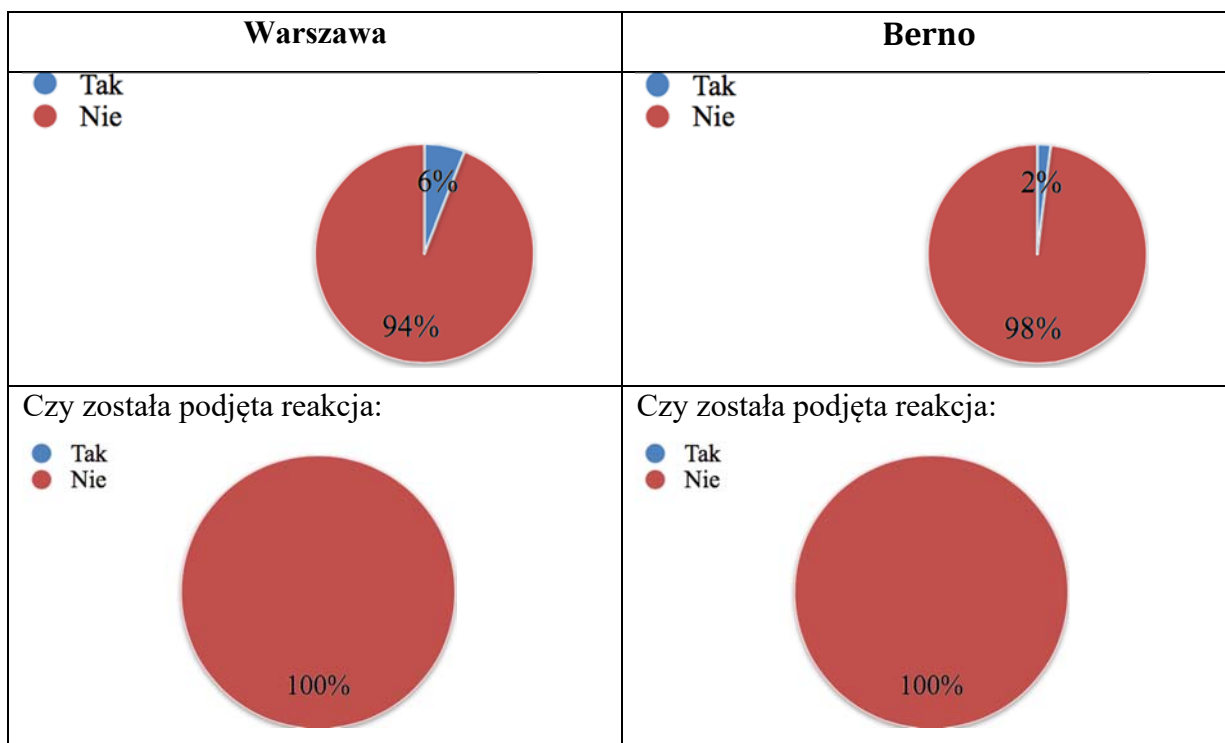 Warszawa
Berno
Tak
Nie
6%
94%
Tak
Nie
2%
98%
Czy została podjęta reakcja:
Tak
Nie
100%
Czy została podjęta reakcja:
Tak
Nie
100%